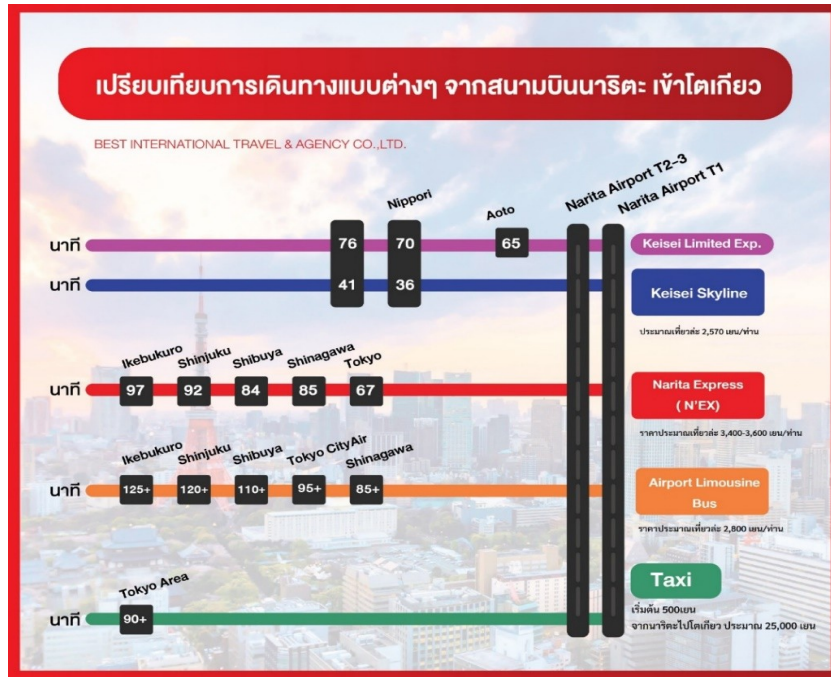 เปรียบเทียบการเดินทางแบบต่างๆ จากสนามบินนาริตะ เข้าโตเกียว
BEST INTERNATIONAL TRAVEL & AGENCY CO.,LTD.
Nippori
Aoto
Narita Airport T2-3
Narita Airport T1
นาที
76
70
65
Keisei Limited Exp.
นาที
41
36
Keisei Skyline
ประมาณเที่ยวล่ะ 2,570 เยน/ท่าน
Ikebukuro
Shinjuku
Shibuya
Shinagawa
Tokyo
นาที
97
92
84
85
67
Narita Express
( N'EX)
ราคาประมาณเที่ยวล่ะ 3,400-3,600 เยน/ท่าน
Ikebukuro
Shinjuku
Shibuya
Tokyo CityAir
Shinagawa
นาที
125+
120+
110+
95+
85+
Airport Limousine
Bus
ราคาประมาณเที่ยวล่ะ 2,800 เยน/ท่าน
Tokyo Area
นาที
90+
Taxi
เริ่มต้น 500เยน
จากนาริตะไปโตเกียว ประมาณ 25,000 เยน